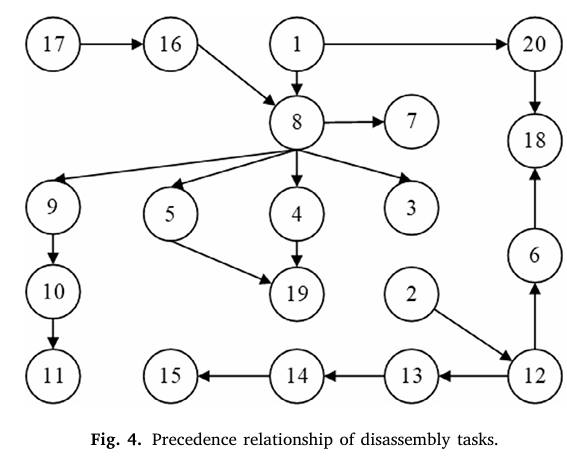 17 16 1 20
8 7
18
9 5 4 3
6
10 19 2
11 15 14 13 12
Fig. 4. Precedence relationship of disassembly tasks.